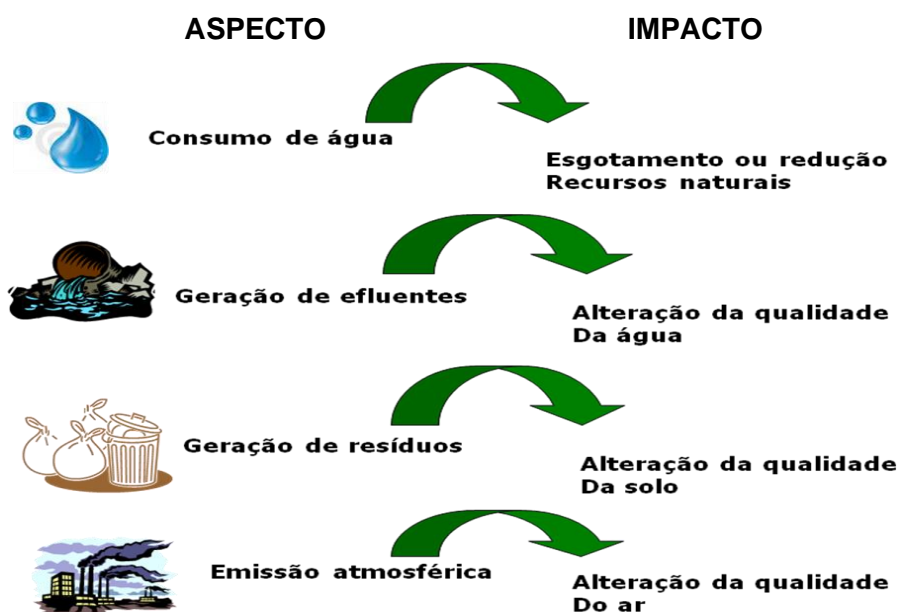 ASPECTO
IMPACTO
Consumo de água
Esgotamento ou redução
Recursos naturais
Geração de efluentes
Alteração da qualidade
Da água
Geração de resíduos
Alteração da qualidade
Da solo
Emissão atmosférica
Alteração da qualidade
Do ar